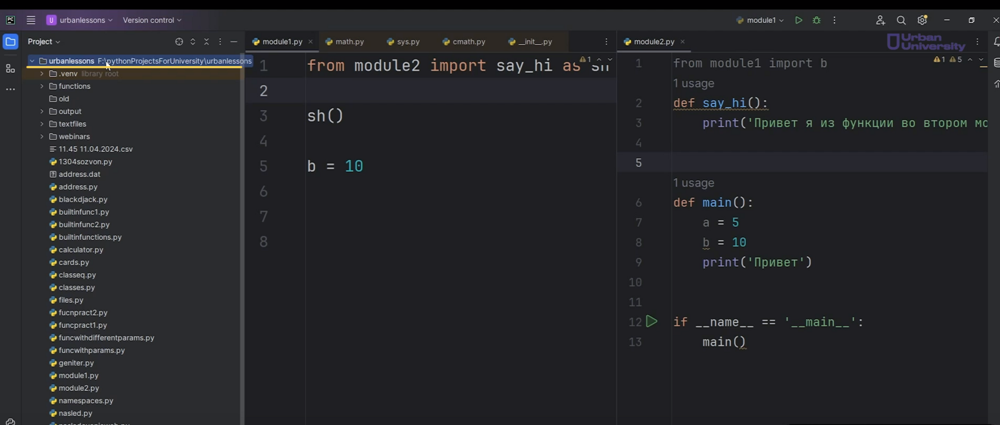 PC
U urbanlessons
Version control
module1
Project
module1.py
math.py
sys.py
cmath.py
__init__.py
module2.py
Urban
University
urbanlessons F:\pythonProjectsForUniversity\urbanlessons
.venv library root
functions
old
output
textfiles
webinars
11.45 11.04.2024.csv
1304sozvon.py
address.dat
address.py
blackdjack.py
builtinfunc1.py
builtinfunc2.py
builtinfunctions.py
calculator.py
cards.py
classeq.py
classes.py
files.py
fucnpract2.py
funcpract1.py
funcwithdifferentparams.py
funcwithparams.py
geniter.py
module1.py
module2.py
namespaces.py
nasled.py
1 from module2 import say_hi as sh
1
2
3 sh()
4
5 b = 10
6
7
8
1 from module1 import b
1 5
1 usage
2 def say_hi():
3 print('Привет я из функции во втором мо
4
5
1 usage
6 def main():
7 a = 5
8 b = 10
9 print('Привет')
10
11
12 if __name__ == '__main__':
13 main()